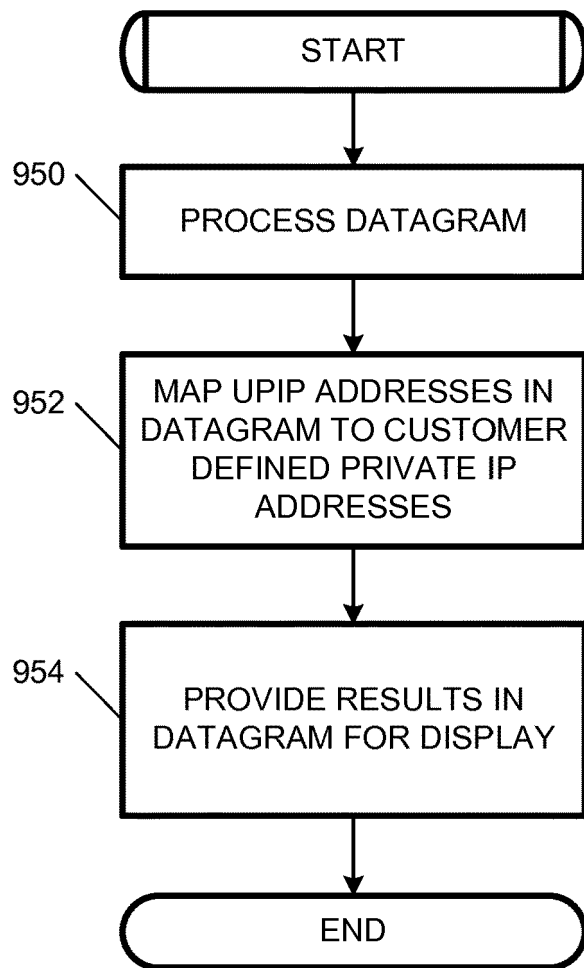 START
950
PROCESS DATAGRAM
952
MAP UPIP ADDRESSES IN
DATAGRAM TO CUSTOMER
DEFINED PRIVATE IP
ADDRESSES
954
PROVIDE RESULTS IN
DATAGRAM FOR DISPLAY
END